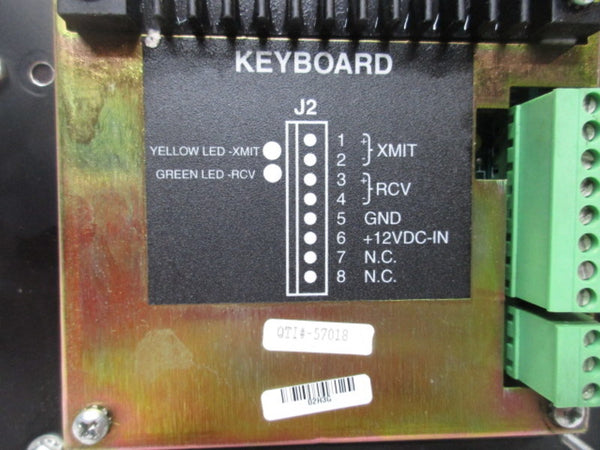 KEYBOARD
J2
YELLOW LED -XMIT
GREEN LED -RCV
1 + XMIT
2 -
3 + RCV
4 -
5 GND
6 +12VDC-IN
7 N.C.
8 N.C.
QTI#-57018
02H3C